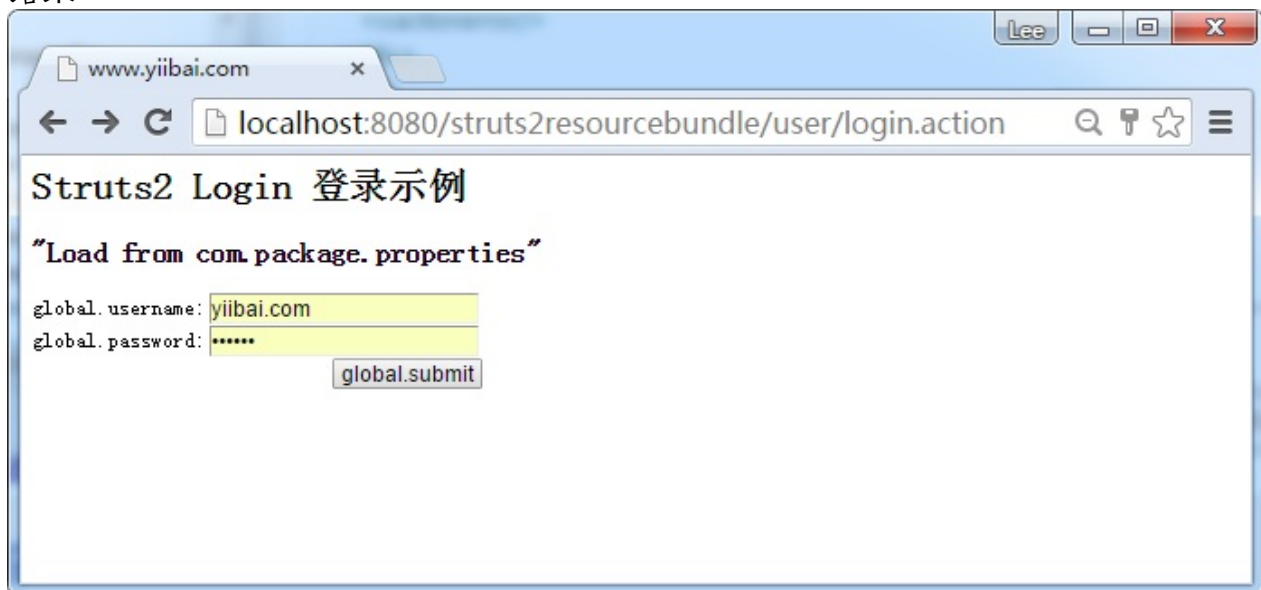 Lee
www.yiibai.com
localhost:8080/struts2resourcebundle/user/login.action
Struts2 Login 登录示例
"Load from com.package.properties"
global.username: yiibai.com
global.password: ••••••
global.submit